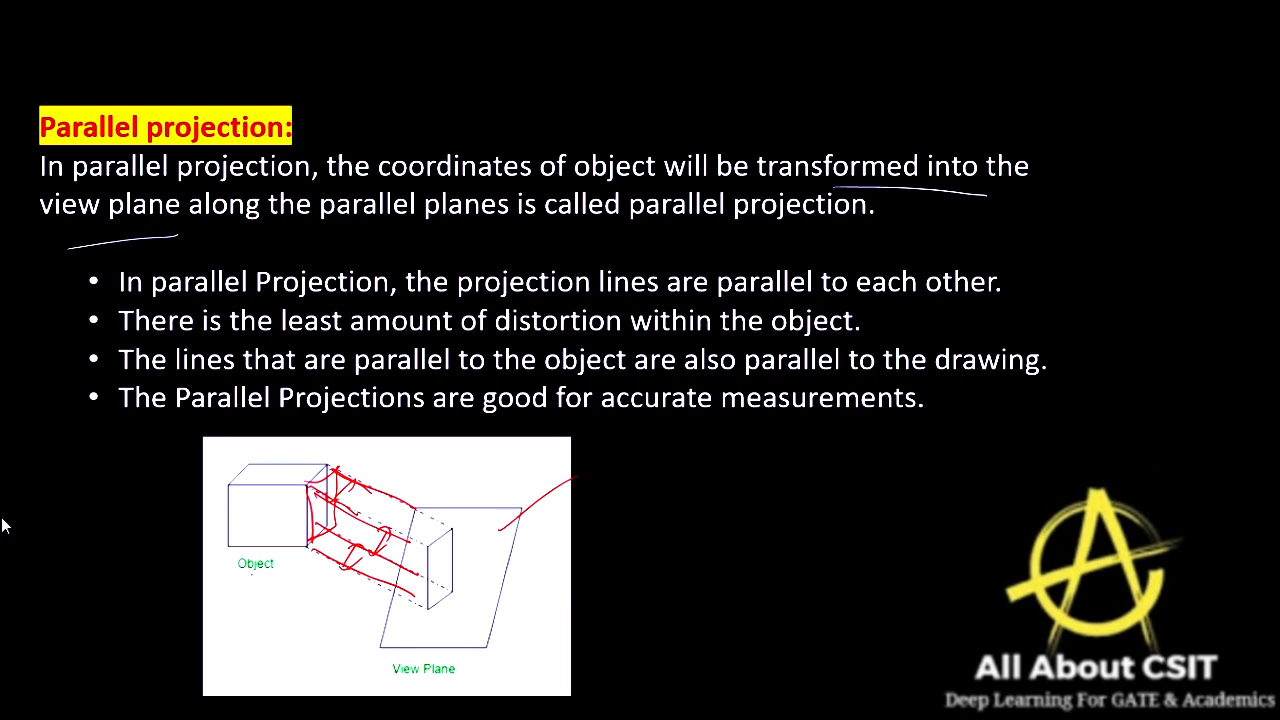 Parallel projection:
In parallel projection, the coordinates of object will be transformed into the
view plane along the parallel planes is called parallel projection.
• In parallel Projection, the projection lines are parallel to each other.
• There is the least amount of distortion within the object.
• The lines that are parallel to the object are also parallel to the drawing.
• The Parallel Projections are good for accurate measurements.
Object
View Plane
All About CSIT
Deep Learning For GATE & Academics